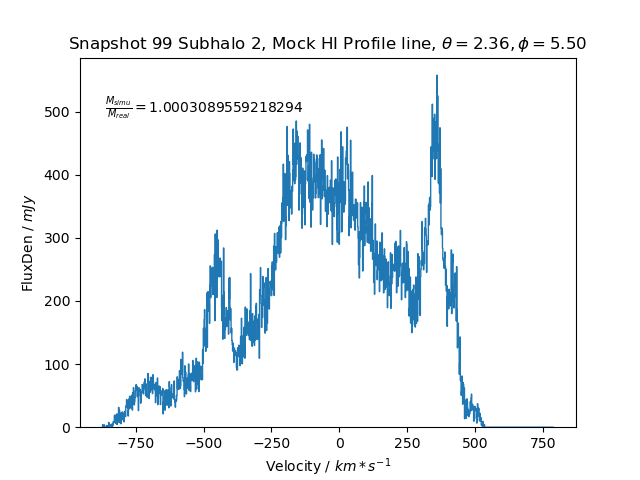 Snapshot 99 Subhalo 2, Mock HI Profile line, θ = 2.36, ϕ = 5.50
M_simu/M_real = 1.0003089559218294
500
400
300
200
100
0
FluxDen / mJy
−750 −500 −250 0 250 500 750
Velocity / km * s^−1